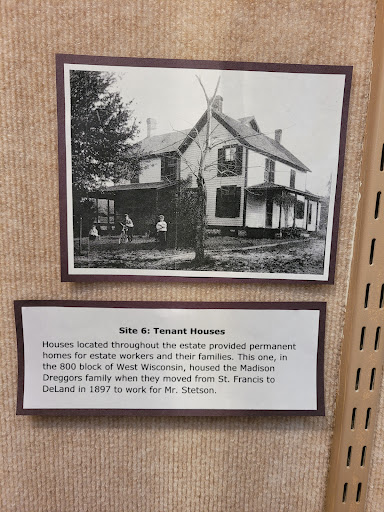 Site 6: Tenant Houses
Houses located throughout the estate provided permanent
homes for estate workers and their families. This one, in
the 800 block of West Wisconsin, housed the Madison
Dreggors family when they moved from St. Francis to
DeLand in 1897 to work for Mr. Stetson.